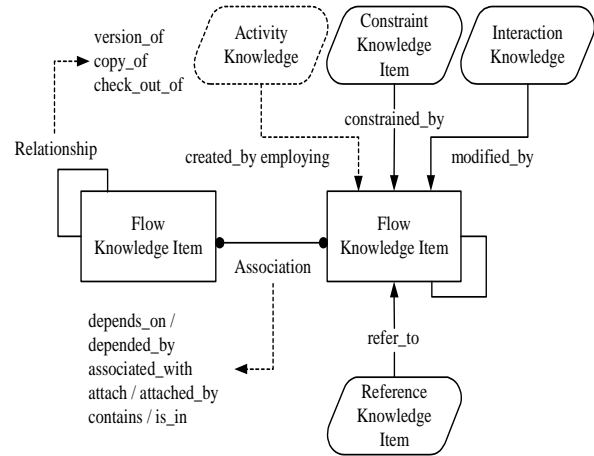 version_of
copy_of
check_out_of
Activity
Knowledge
Constraint
Knowledge
Item
Interaction
Knowledge
Relationship
created_by employing
constrained_by
modified_by
Flow
Knowledge Item
Flow
Knowledge Item
Association
depends_on /
depended_by
associated_with
attach / attached_by
contains / is_in
refer_to
Reference
Knowledge
Item